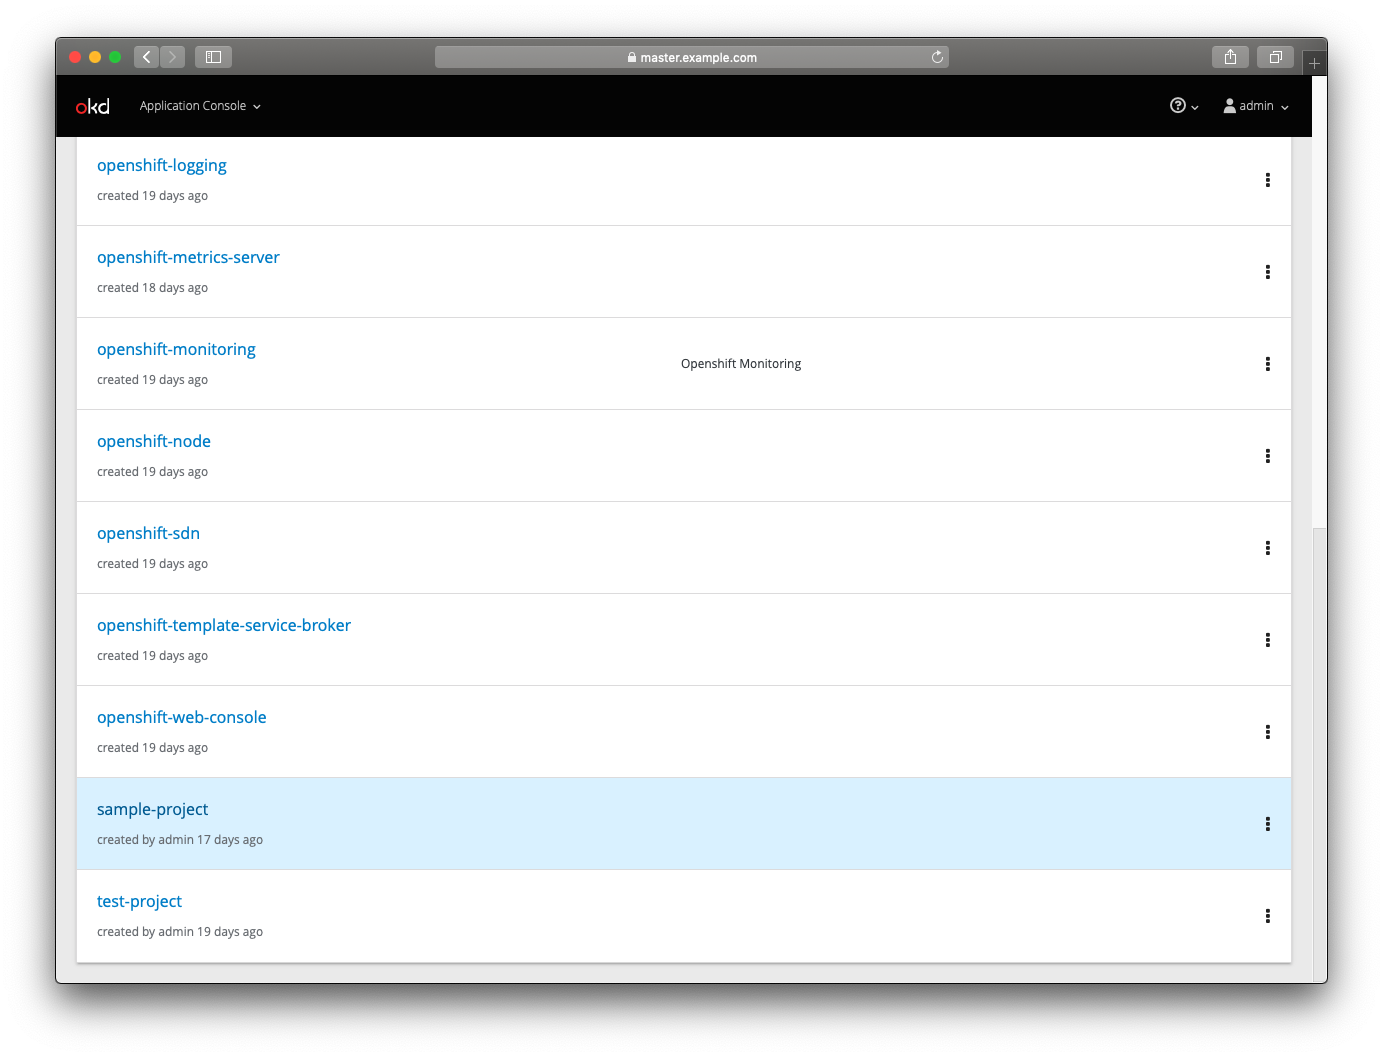 master.example.com
okd
Application Console
admin
openshift-logging
created 19 days ago
openshift-metrics-server
created 18 days ago
openshift-monitoring
created 19 days ago
Openshift Monitoring
openshift-node
created 19 days ago
openshift-sdn
created 19 days ago
openshift-template-service-broker
created 19 days ago
openshift-web-console
created 19 days ago
sample-project
created by admin 17 days ago
test-project
created by admin 19 days ago